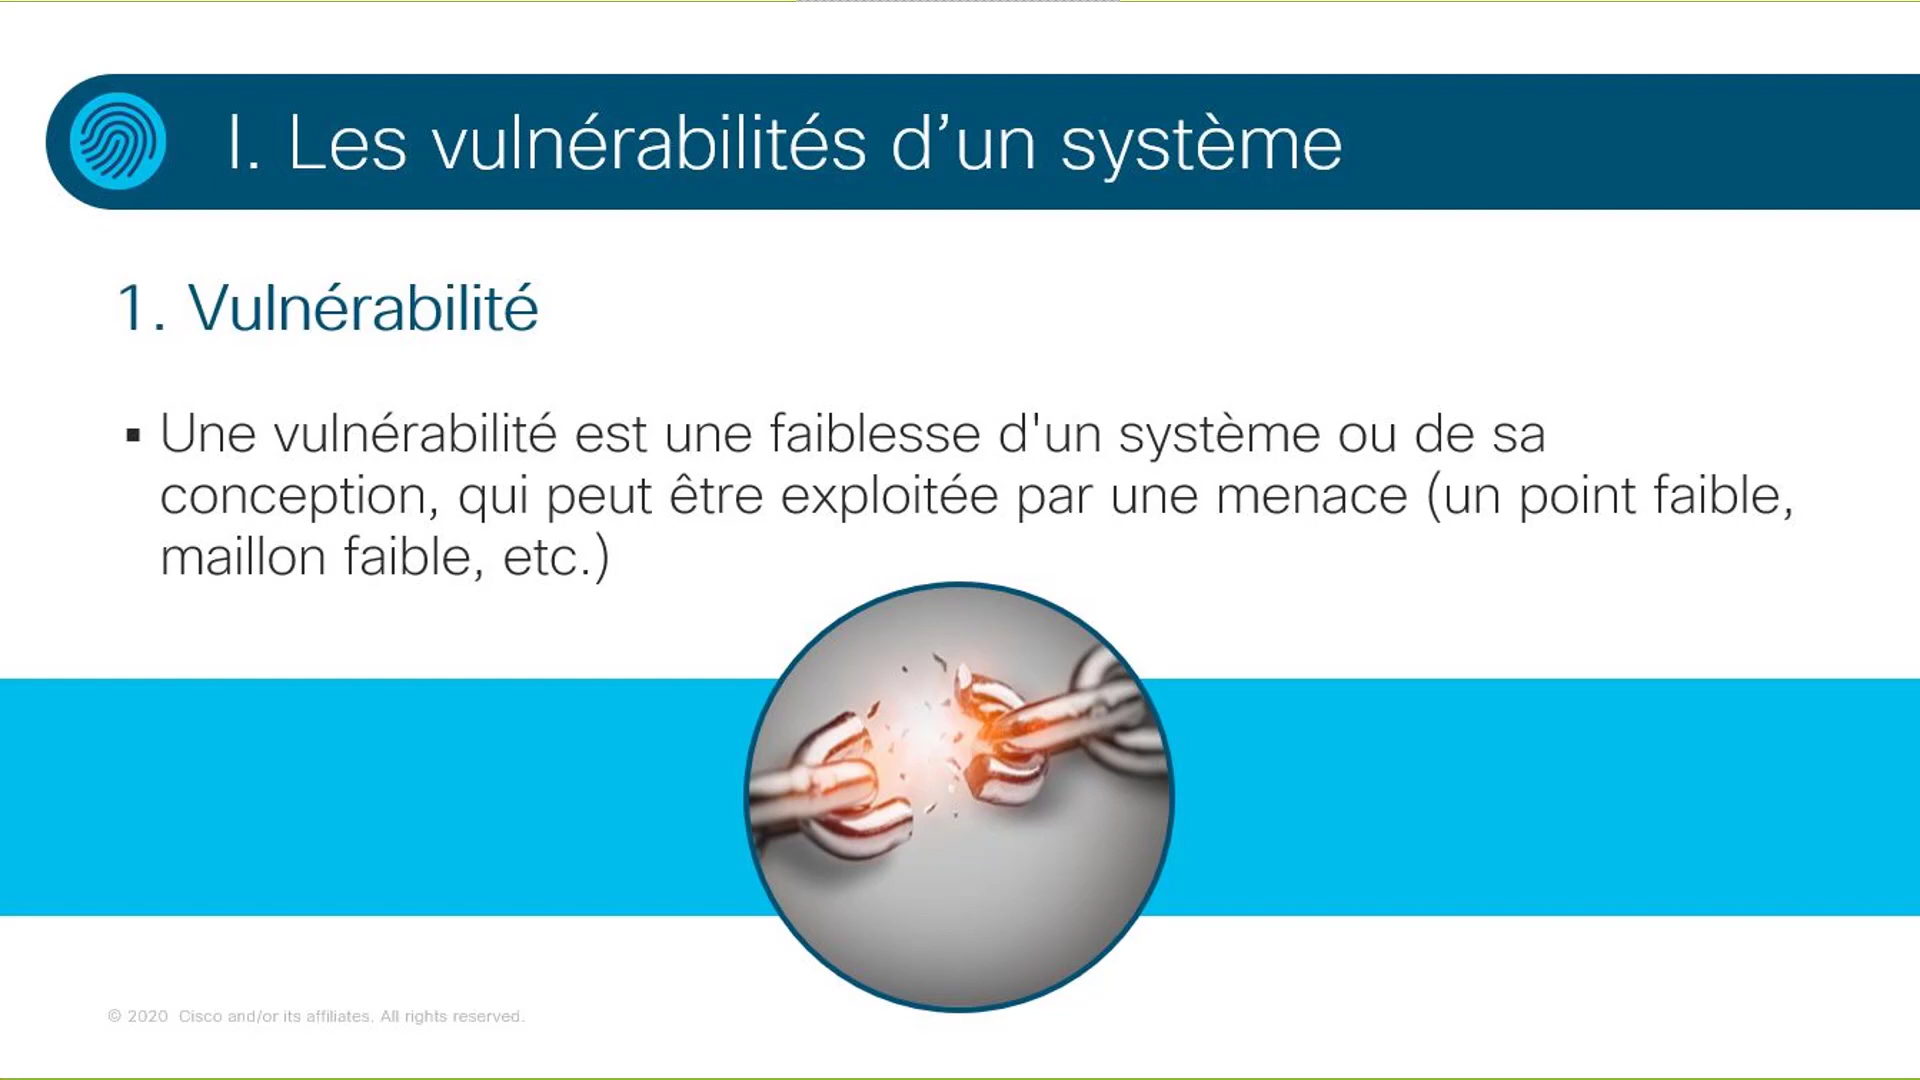 I. Les vulnérabilités d’un système
1. Vulnérabilité
▪ Une vulnérabilité est une faiblesse d'un système ou de sa
conception, qui peut être exploitée par une menace (un point faible,
maillon faible, etc.)
© 2020 Cisco and/or its affiliates. All rights reserved.